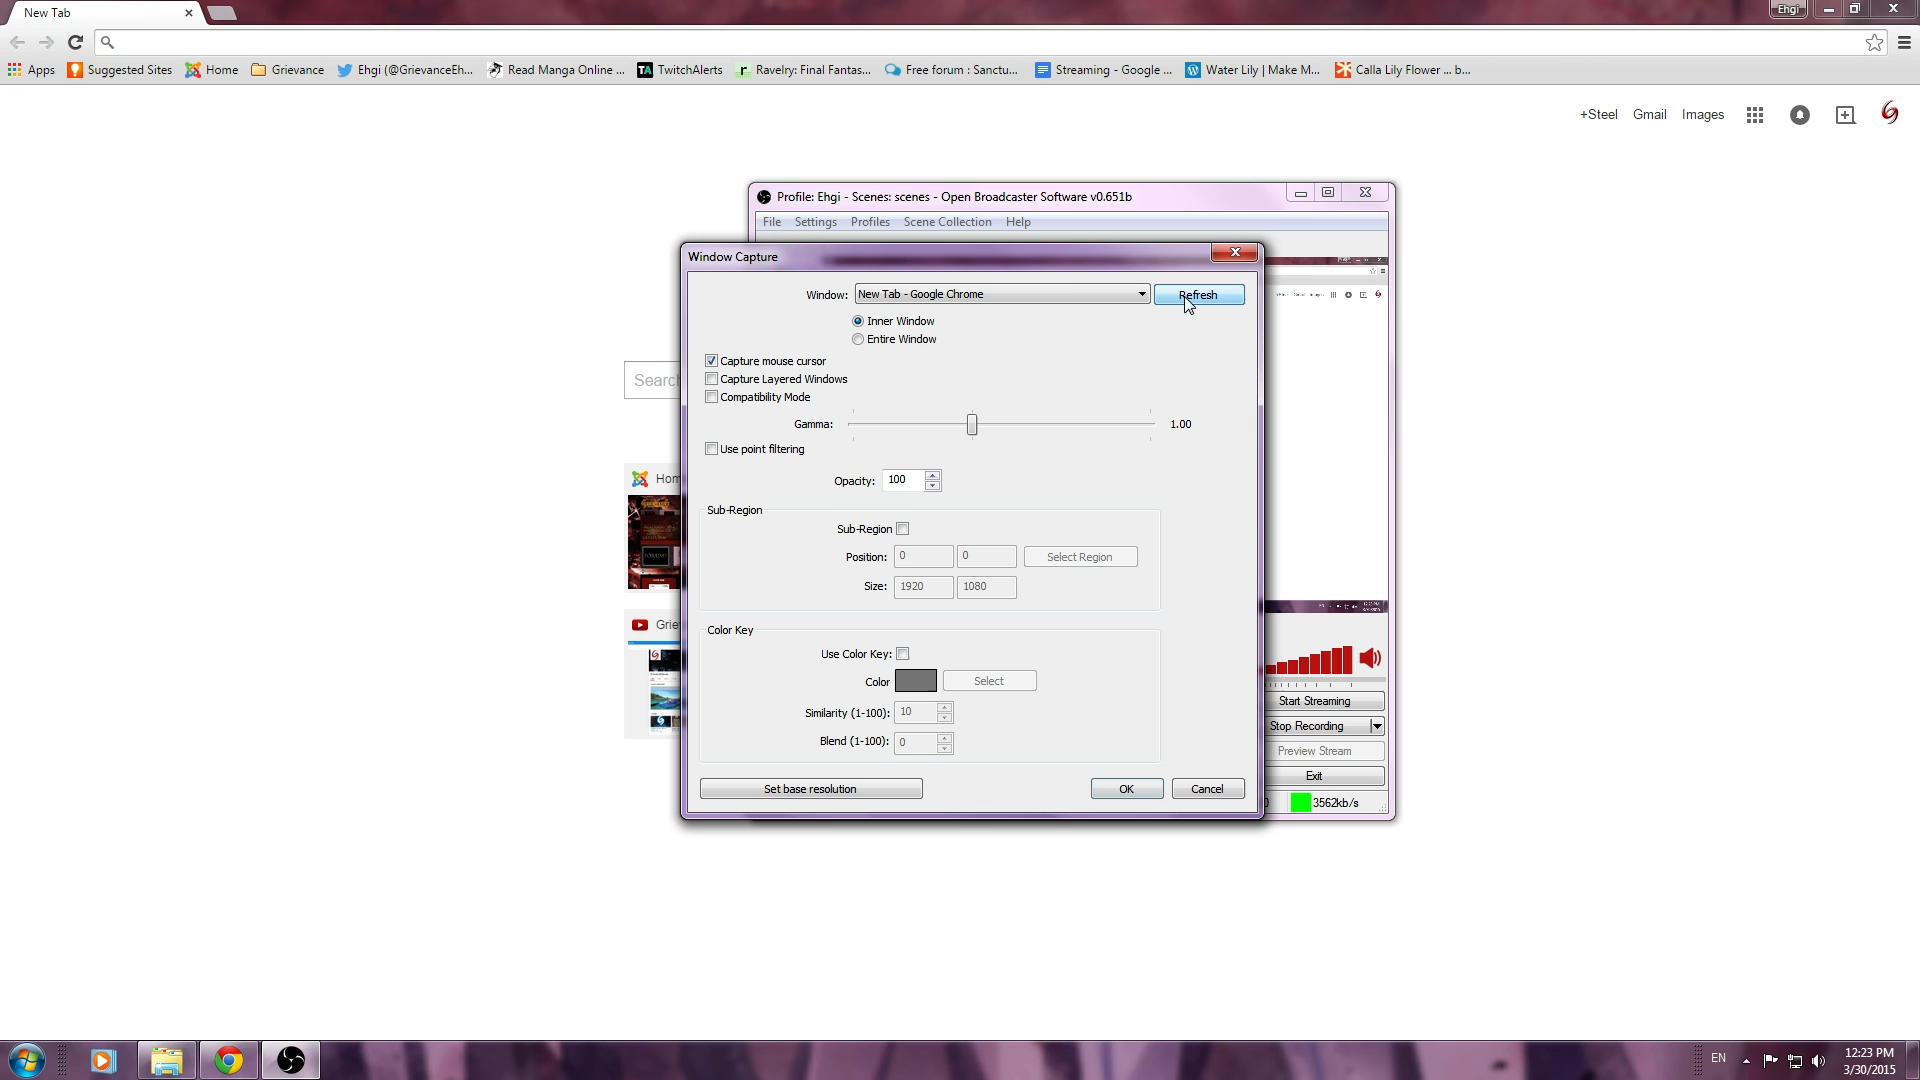 New Tab
Ehgi
Apps Suggested Sites Home Grievance Ehgi (@GrievanceEh... Read Manga Online ... TwitchAlerts Ravelry: Final Fantas... Free forum : Sanctu... Streaming - Google ... Water Lily | Make M... Calla Lily Flower ... b...
+Steel Gmail Images
Profile: Ehgi - Scenes: scenes - Open Broadcaster Software v0.651b
File Settings Profiles Scene Collection Help
Window Capture
Window: New Tab - Google Chrome Refresh
Inner Window
Entire Window
Capture mouse cursor
Capture Layered Windows
Compatibility Mode
Gamma: 1.00
Use point filtering
Opacity: 100
Sub-Region
Sub-Region
Position: 0 0 Select Region
Size: 1920 1080
Color Key
Use Color Key:
Color Select
Similarity (1-100): 10
Blend (1-100): 0
Set base resolution OK Cancel
Searc
Hom
Grie
Start Streaming
Stop Recording
Preview Stream
Exit
3562kb/s
EN
12:23 PM
3/30/2015